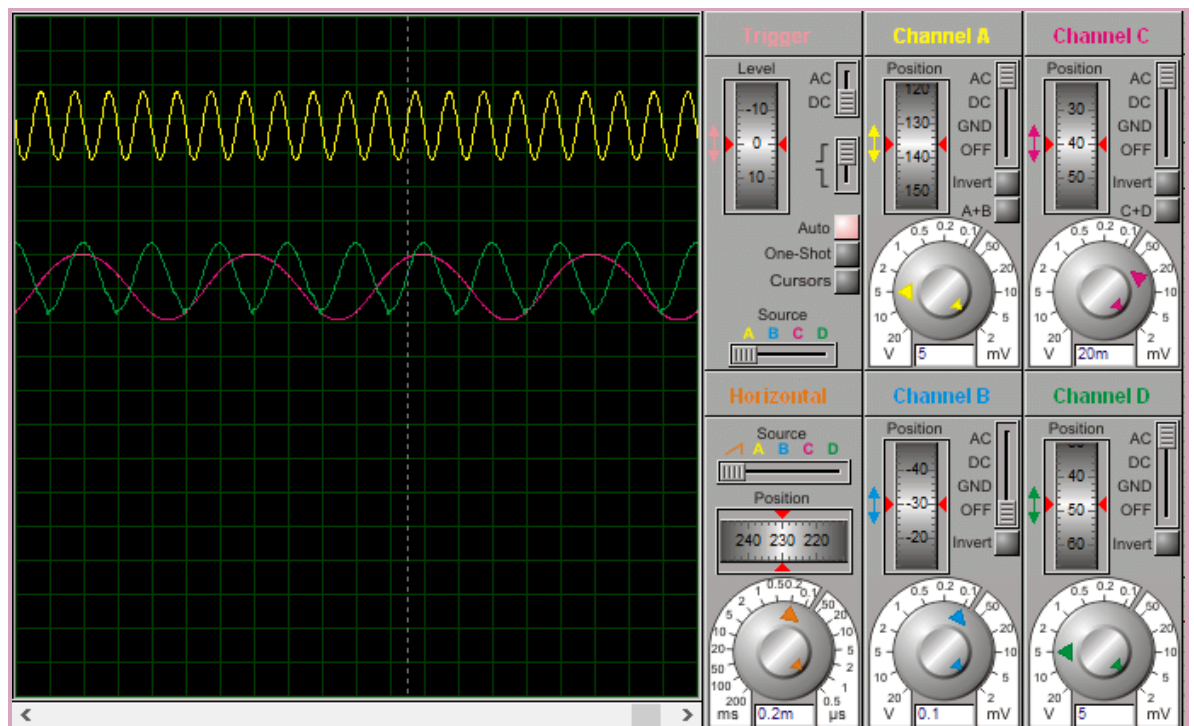 Trigger
Level
AC
DC
-10
0
10
Auto
One-Shot
Cursors
Source
A B C D
Channel A
Position
120
130
140
150
AC
DC
GND
OFF
Invert
A+B
20 10 5 2 1 0.5 0.2 0.1 50 20 10 5 2
V
5
mV
Channel C
Position
30
40
50
AC
DC
GND
OFF
Invert
C+D
20 10 5 2 1 0.5 0.2 0.1 50 20 10 5 2
V
20m
mV
Horizontal
Source
A B C D
Position
240 230 220
200 100 50 20 10 5 2 1 0.5 0.2 0.1 50 20 10 5 2 1 0.5
ms
0.2m
µs
Channel B
Position
-40
-30
-20
AC
DC
GND
OFF
Invert
20 10 5 2 1 0.5 0.2 0.1 50 20 10 5 2
V
0.1
mV
Channel D
Position
40
50
60
AC
DC
GND
OFF
Invert
20 10 5 2 1 0.5 0.2 0.1 50 20 10 5 2
V
5
mV